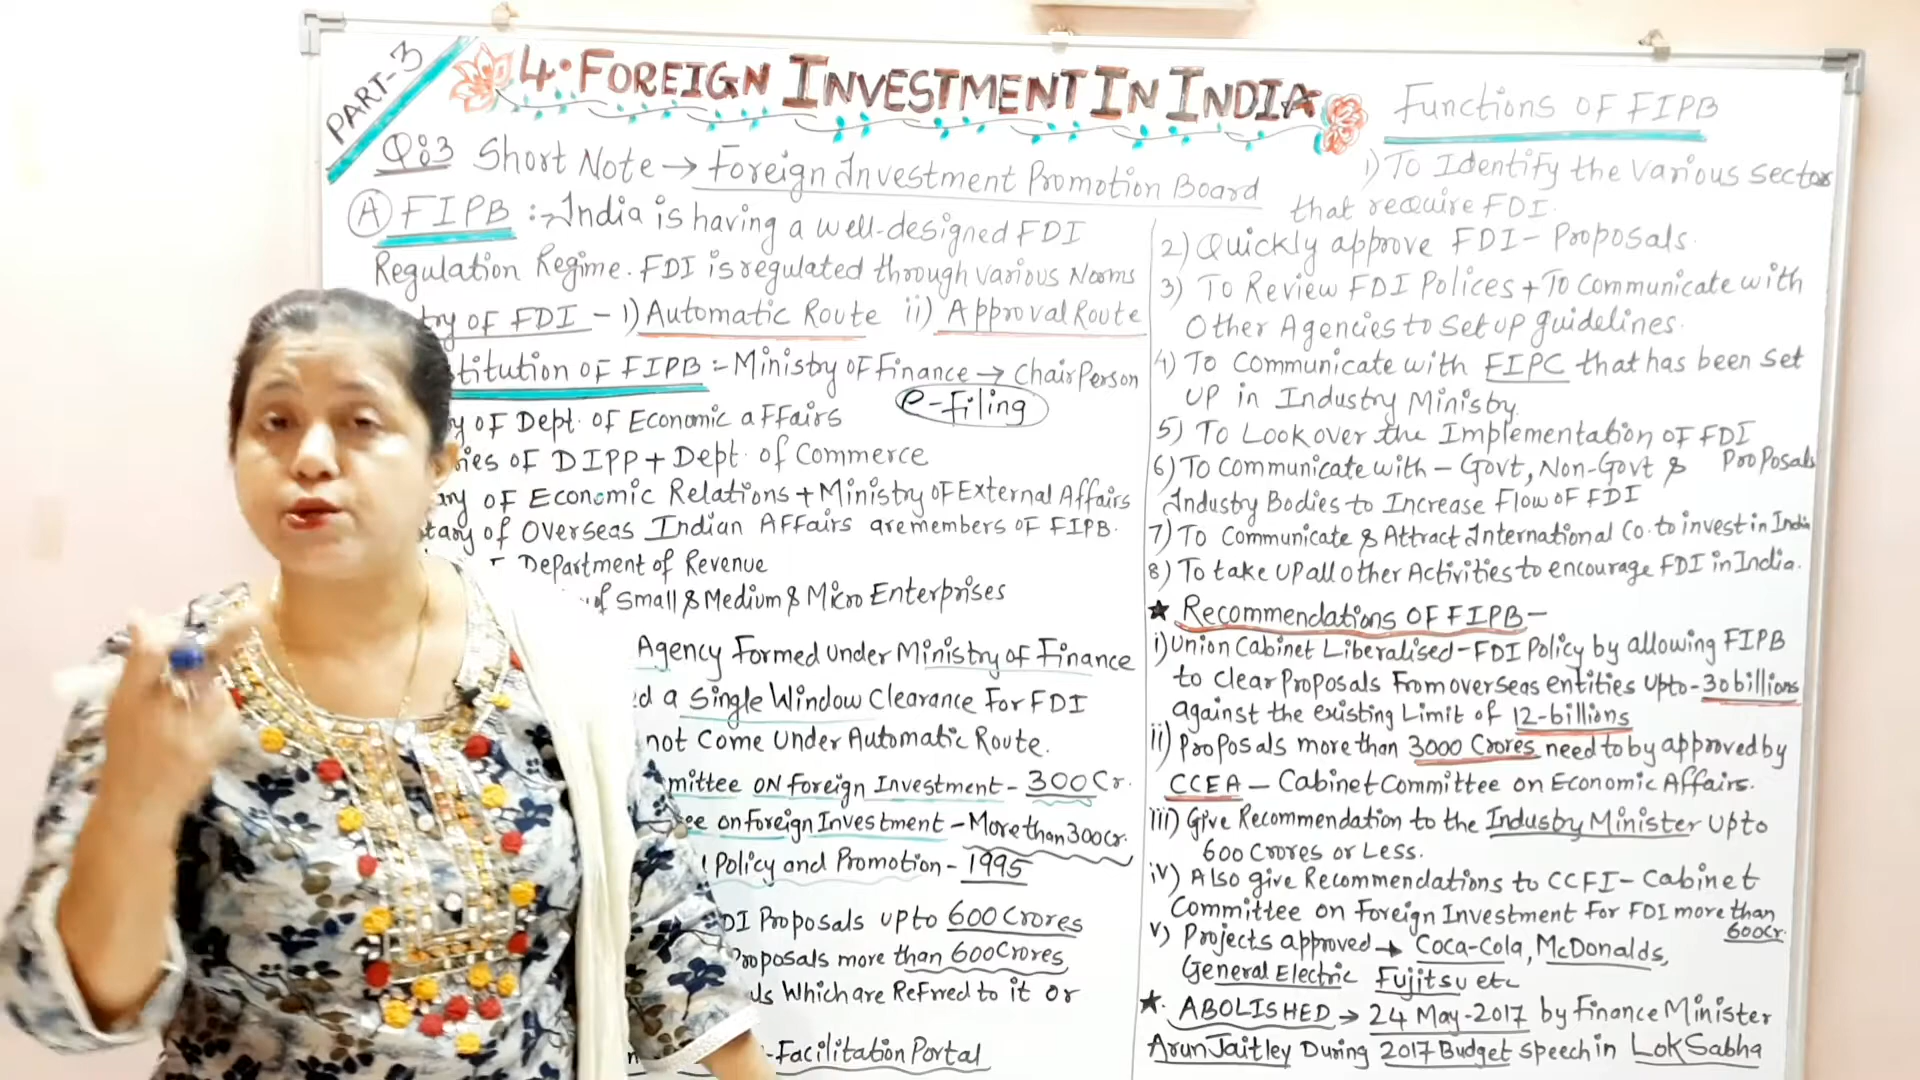 PART-3
4. FOREIGN INVESTMENT IN INDIA
Q:3 Short Note → Foreign Investment Promotion Board
A FIPB :→ India is having a well-designed FDI
Regulation Regime. FDI is regulated through various Norms
try OF FDI - i) Automatic Route ii) Approval Route
titution OF FIPB :- Ministry OF Finance → ChairPerson
e-Filing
y OF Dept. of Economic affairs
ies OF DIPP + Dept. of Commerce
ary OF Economic Relations + Ministry OF External Affairs
tary of Overseas Indian Affairs are members OF FIPB.
Department of Revenue
of Small & Medium & Micro Enterprises
Agency Formed under Ministry of Finance
d a Single Window Clearance For FDI
not Come Under Automatic Route.
mittee ON Foreign Investment - 300 Cr.
ee on Foreign Investment - More than 300 Cr.
Policy and Promotion - 1995
DI Proposals upto 600 Crores
Proposals more than 600 Crores
ls Which are Refrred to it or
-Facilitation Portal
Functions OF FIPB
1) To Identify the various sector
that require FDI.
2) Quickly approve FDI - Proposals.
3) To Review FDI Polices + To Communicate with
Other Agencies to set up guidelines.
4) To Communicate with FIPC that has been set
UP in Industry Ministry.
5) To Look over the Implementation OF FDI
Proposals
6) To Communicate with - Govt, Non-Govt &
Industry Bodies to Increase Flow OF FDI
7) To Communicate & Attract International Co. to invest in India
8) To take up all other Activities to encourage FDI in India.
★ Recommendations OF FIPB -
i) Union Cabinet Liberalised - FDI Policy by allowing FIPB
to clear Proposals From overseas entities upto - 30 billions
against the existing Limit of 12-billions
ii) Proposals more than 3000 Crores need to by approved by
CCEA - Cabinet Committee on Economic Affairs.
iii) Give Recommendation to the Industry Minister upto
600 Crores or Less.
iv) Also give Recommendations to CCFI - Cabinet
Committee on Foreign Investment For FDI more than
600Cr.
v) Projects approved → Coca-Cola, McDonalds,
General Electric Fujitsu etc
★. ABOLISHED → 24 May-2017 by Finance Minister
Arun Jaitley During 2017 Budget speech in Lok Sabha